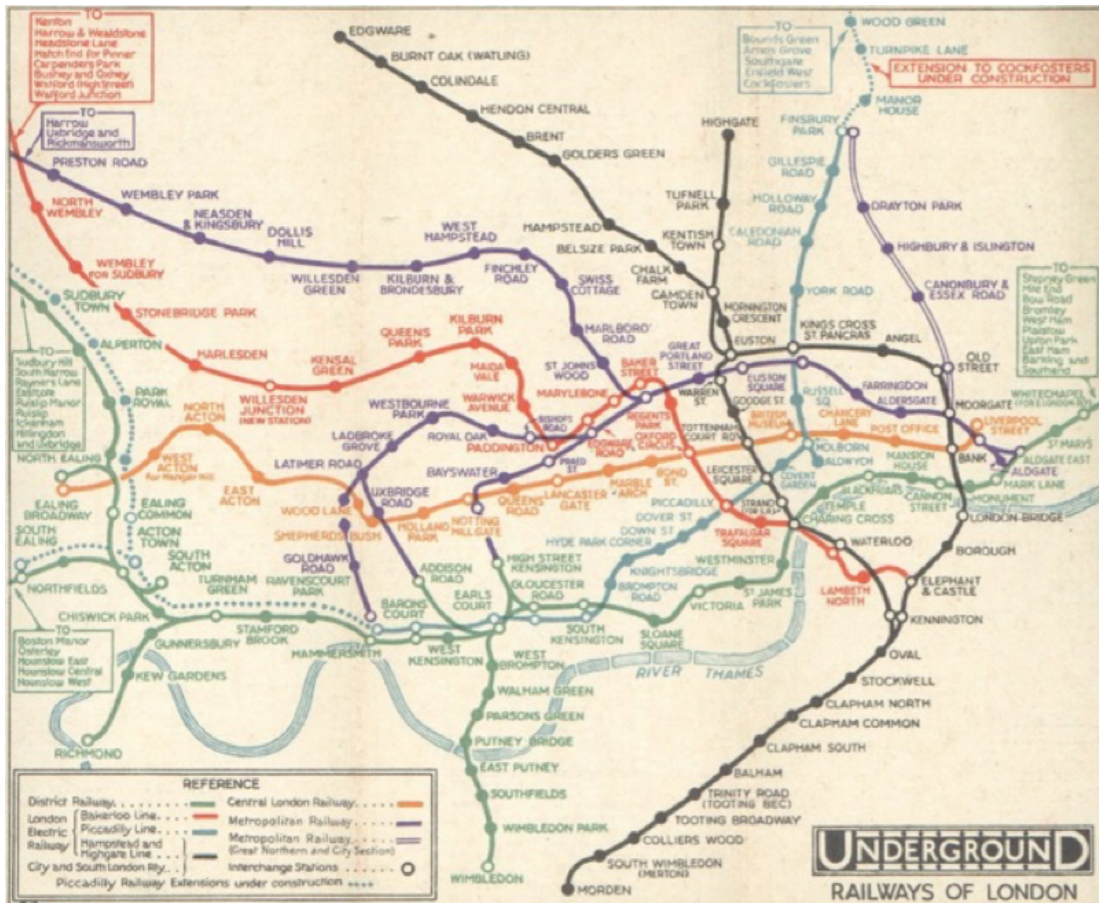 TO
Kenton
Harrow & Wealdstone
Headstone Lane
Hatch End for Pinner
Carpenders Park
Bushey and Oxhey
Watford (High Street)
Watford Junction
TO
Harrow
Uxbridge and
Rickmansworth
PRESTON ROAD
NORTH
WEMBLEY
WEMBLEY PARK
NEASDEN
& KINGSBURY
DOLLIS
HILL
WILLESDEN
GREEN
KILBURN &
BRONDESBURY
WEST
HAMPSTEAD
FINCHLEY
ROAD
SWISS
COTTAGE
MARLBORO'
ROAD
ST JOHNS
WOOD
EDGWARE
BURNT OAK (WATLING)
COLINDALE
HENDON CENTRAL
BRENT
GOLDERS GREEN
HAMPSTEAD
BELSIZE PARK
CHALK
FARM
CAMDEN
TOWN
HIGHGATE
TUFNELL
PARK
KENTISH
TOWN
MORNINGTON
CRESCENT
EUSTON
TO
Bounds Green
Arnos Grove
Southgate
Enfield West
Cockfosters
WOOD GREEN
TURNPIKE LANE
EXTENSION TO COCKFOSTERS
UNDER CONSTRUCTION
MANOR
HOUSE
FINSBURY
PARK
GILLESPIE
ROAD
HOLLOWAY
ROAD
CALEDONIAN
ROAD
YORK ROAD
KINGS CROSS
ST. PANCRAS
DRAYTON PARK
HIGHBURY & ISLINGTON
CANONBURY &
ESSEX ROAD
ANGEL
OLD
STREET
TO
Stepney Green
Mile End
Bow Road
Bromley
West Ham
Plaistow
Upton Park
East Ham
Barking and
Southend
WEMBLEY
FOR SUDBURY
SUDBURY
TOWN
STONEBRIDGE PARK
ALPERTON
HARLESDEN
WILLESDEN
JUNCTION
(NEW STATION)
KENSAL
GREEN
QUEENS
PARK
KILBURN
PARK
MAIDA
VALE
WARWICK
AVENUE
PADDINGTON
EDGWARE
ROAD
MARYLEBONE
BAKER
STREET
REGENTS
PARK
OXFORD
CIRCUS
GREAT
PORTLAND
STREET
WARREN ST.
EUSTON
SQUARE
GOODGE ST.
RUSSELL
SQ.
FARRINGDON
ALDERSGATE
MOORGATE
WHITECHAPEL
LIVERPOOL
STREET
ST MARYS
ALDGATE EAST
ALDGATE
MARK LANE
TO
Sudbury Hill
South Harrow
Rayners Lane
Eastcote
Ruislip Manor
Ruislip
Ickenham
Hillingdon
and Uxbridge
PARK
ROYAL
NORTH
ACTON
WEST
ACTON
EAST
ACTON
WOOD LANE
SHEPHERDS BUSH
LATIMER ROAD
LADBROKE
GROVE
WESTBOURNE
PARK
ROYAL OAK
BISHOPS
ROAD
PRAED
ST.
BAYSWATER
UXBRIDGE
ROAD
HOLLAND
PARK
NOTTING
HILL GATE
QUEENS
ROAD
LANCASTER
GATE
MARBLE
ARCH
BOND
ST.
TOTTENHAM
COURT RD
BRITISH
MUSEUM
CHANCERY
LANE
POST OFFICE
BANK
HOLBORN
ALDWYCH
COVENT
GARDEN
LEICESTER
SQUARE
PICCADILLY
DOVER ST.
DOWN ST.
HYDE PARK CORNER
KNIGHTSBRIDGE
BROMPTON
ROAD
STRAND
CHARING CROSS
TEMPLE
BLACKFRIARS
MANSION
HOUSE
CANNON
STREET
MONUMENT
LONDON BRIDGE
TRAFALGAR
SQUARE
WATERLOO
BOROUGH
LAMBETH
NORTH
ELEPHANT
& CASTLE
KENNINGTON
OVAL
STOCKWELL
CLAPHAM NORTH
CLAPHAM COMMON
CLAPHAM SOUTH
BALHAM
TRINITY ROAD
(TOOTING BEC)
TOOTING BROADWAY
COLLIERS WOOD
SOUTH WIMBLEDON
(MERTON)
MORDEN
NORTH EALING
EALING
BROADWAY
EALING
COMMON
SOUTH
EALING
ACTON
TOWN
SOUTH
ACTON
NORTHFIELDS
CHISWICK PARK
TURNHAM
GREEN
GUNNERSBURY
STAMFORD
BROOK
RAVENSCOURT
PARK
GOLDHAWK
ROAD
HAMMERSMITH
BARONS
COURT
WEST
KENSINGTON
ADDISON
ROAD
EARLS
COURT
HIGH STREET
KENSINGTON
GLOUCESTER
ROAD
SOUTH
KENSINGTON
SLOANE
SQUARE
VICTORIA
ST JAMES
PARK
WESTMINSTER
TO
Boston Manor
Osterley
Hounslow East
Hounslow Central
Hounslow West
KEW GARDENS
RICHMOND
WEST
BROMPTON
WALHAM GREEN
PARSONS GREEN
PUTNEY BRIDGE
EAST PUTNEY
SOUTHFIELDS
WIMBLEDON PARK
WIMBLEDON
RIVER THAMES
REFERENCE
District Railway
London
Electric
Railway
Bakerloo Line
Piccadilly Line
Hampstead and
Highgate Line
City and South London Rly.
Central London Railway
Metropolitan Railway
Metropolitan Railway
(Great Northern and City Section)
Interchange Stations
Piccadilly Railway Extensions under construction
UNDERGROUND
RAILWAYS OF LONDON